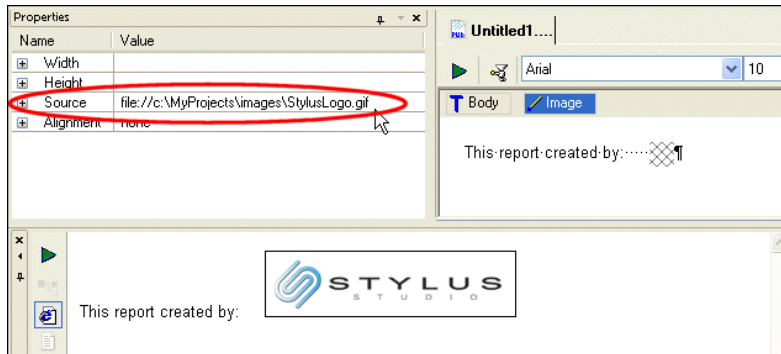 Properties
Name Value
Width
Height
Source file://c:\MyProjects\images\StylusLogo.gif
Alignment none
Untitled1....
Arial 10
Body Image
This·report·created·by:·····¶
This report created by:
STYLUS
STUDIO